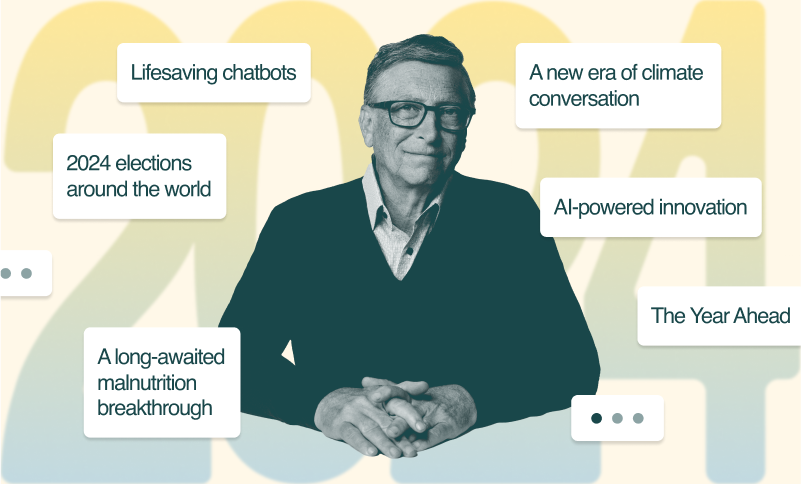 2024
Lifesaving chatbots
A new era of climate
conversation
2024 elections
around the world
AI-powered innovation
The Year Ahead
A long-awaited
malnutrition
breakthrough